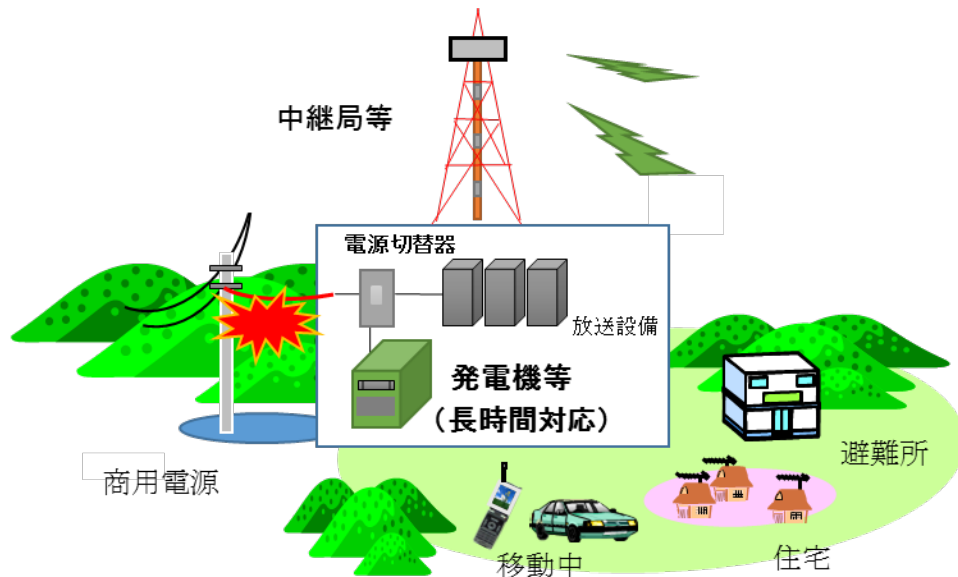 中継局等
電源切替器
放送設備
発電機等
（長時間対応）
避難所
商用電源
移動中
住宅